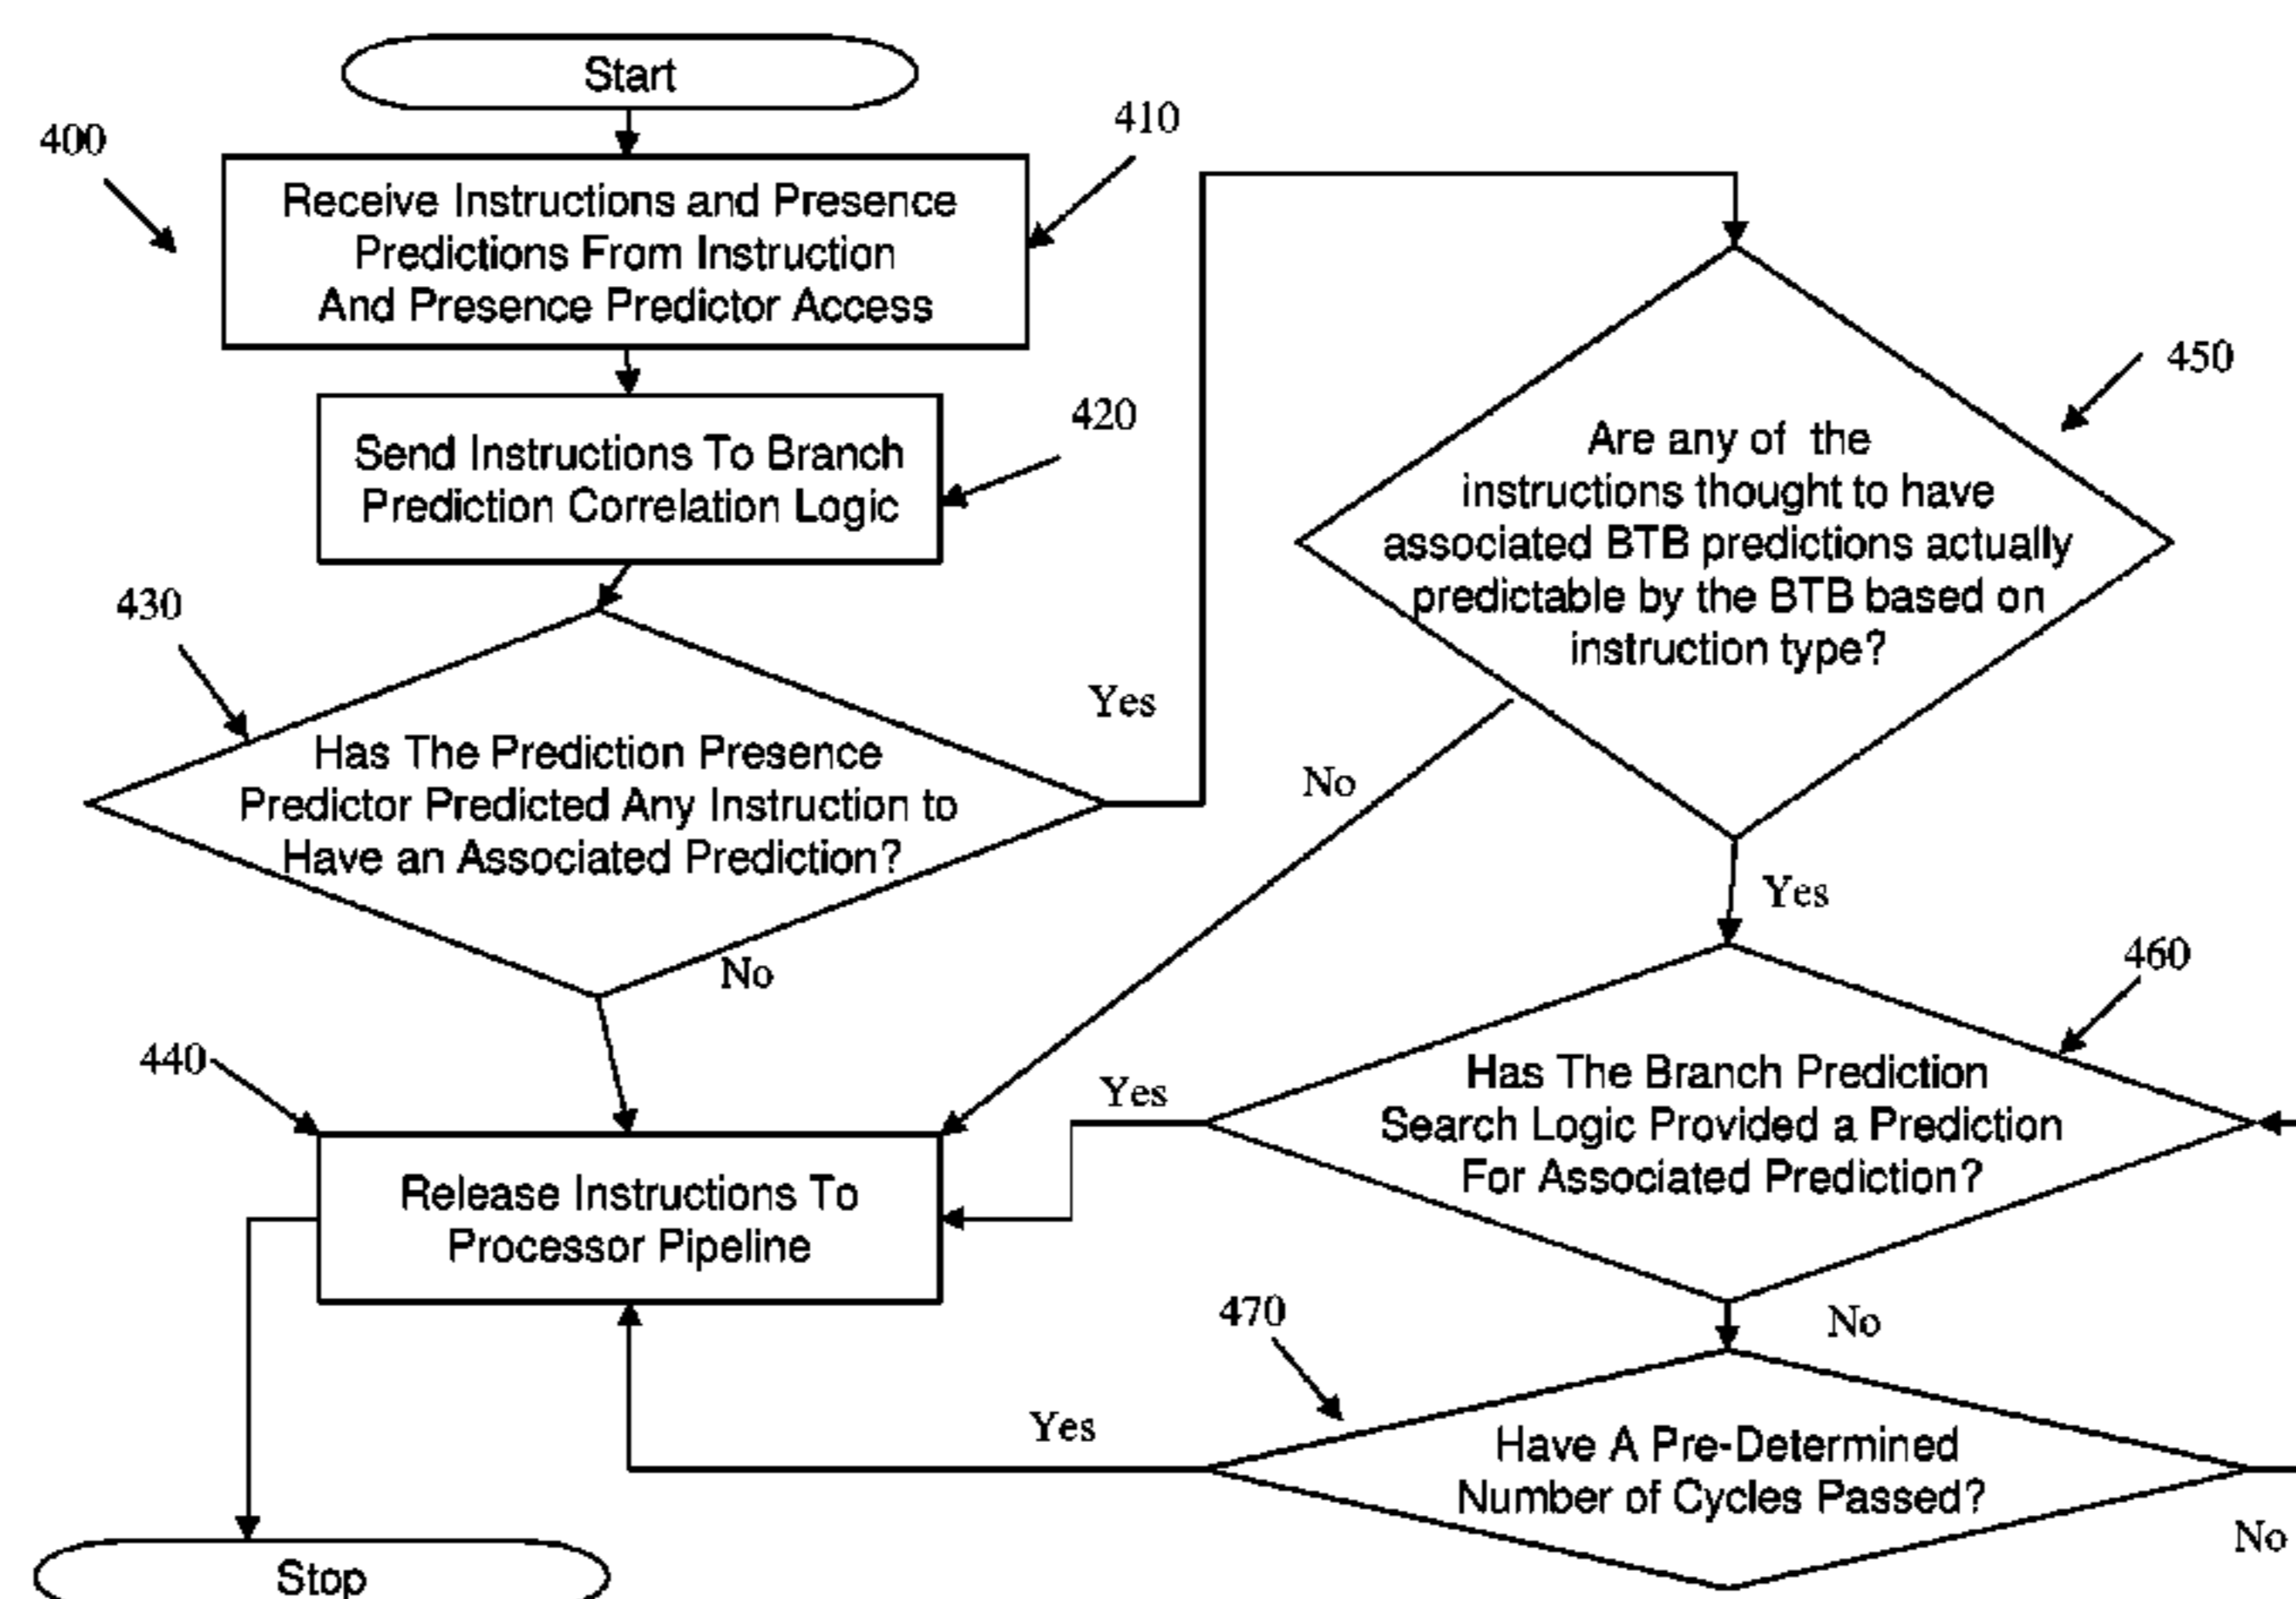 Start
400
410
Receive Instructions and Presence
Predictions From Instruction
And Presence Predictor Access
420
Send Instructions To Branch
Prediction Correlation Logic
430
Has The Prediction Presence
Predictor Predicted Any Instruction to
Have an Associated Prediction?
Yes
No
450
Are any of the
instructions thought to have
associated BTB predictions actually
predictable by the BTB based on
instruction type?
No
Yes
440
Release Instructions To
Processor Pipeline
460
Has The Branch Prediction
Search Logic Provided a Prediction
For Associated Prediction?
Yes
No
470
Have A Pre-Determined
Number of Cycles Passed?
Yes
No
Stop